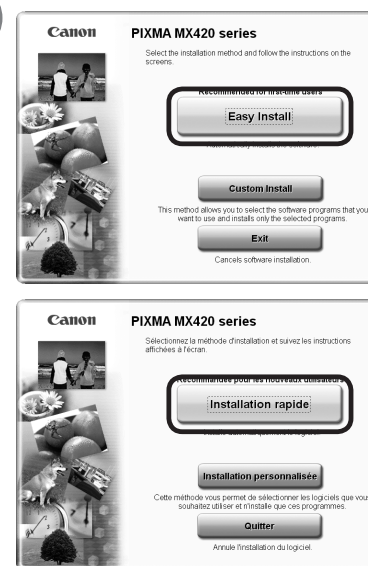 Canon
PIXMA MX420 series
Select the installation method and follow the instructions on the
screens.
Recommended for first-time users
Easy Install
Custom Install
This method allows you to select the software programs that you
want to use and installs only the selected programs.
Exit
Cancels software installation.
Canon
PIXMA MX420 series
Sélectionnez la méthode d'installation et suivez les instructions
affichées à l'écran.
Recommandée pour les nouveaux utilisateurs
Installation rapide
Installation personnalisée
Cette méthode vous permet de sélectionner les logiciels que vous
souhaitez utiliser et n'installe que ces programmes.
Quitter
Annule l'installation du logiciel.